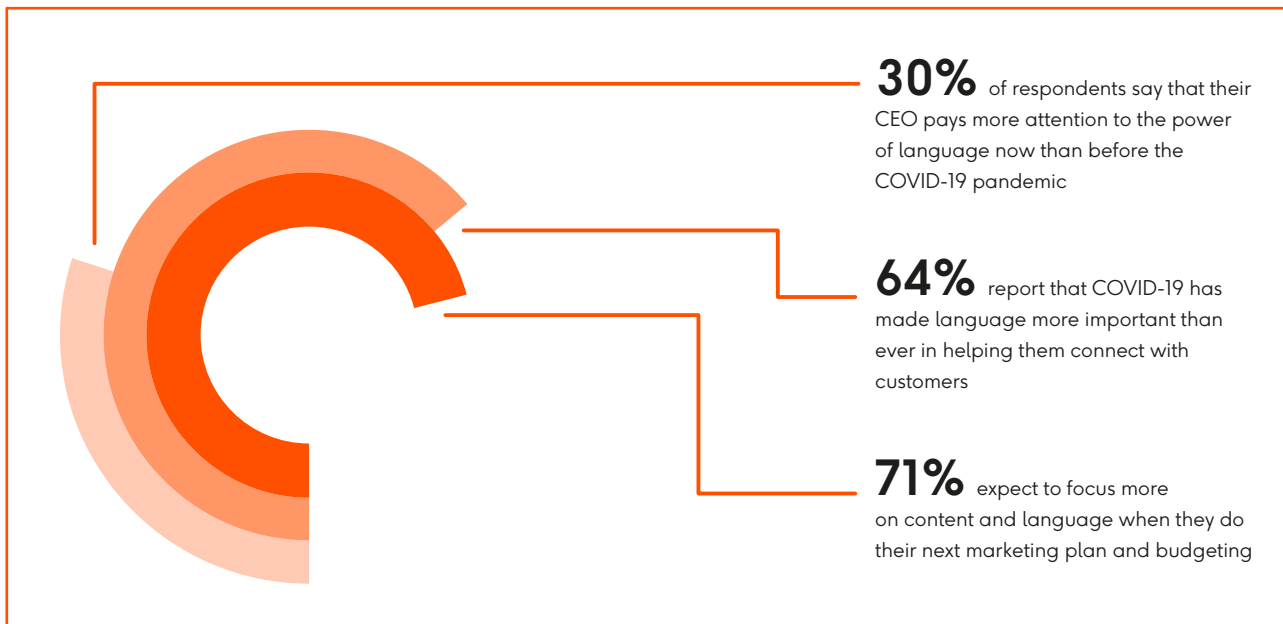 30% of respondents say that their
CEO pays more attention to the power
of language now than before the
COVID-19 pandemic
64% report that COVID-19 has
made language more important than
ever in helping them connect with
customers
71% expect to focus more
on content and language when they do
their next marketing plan and budgeting